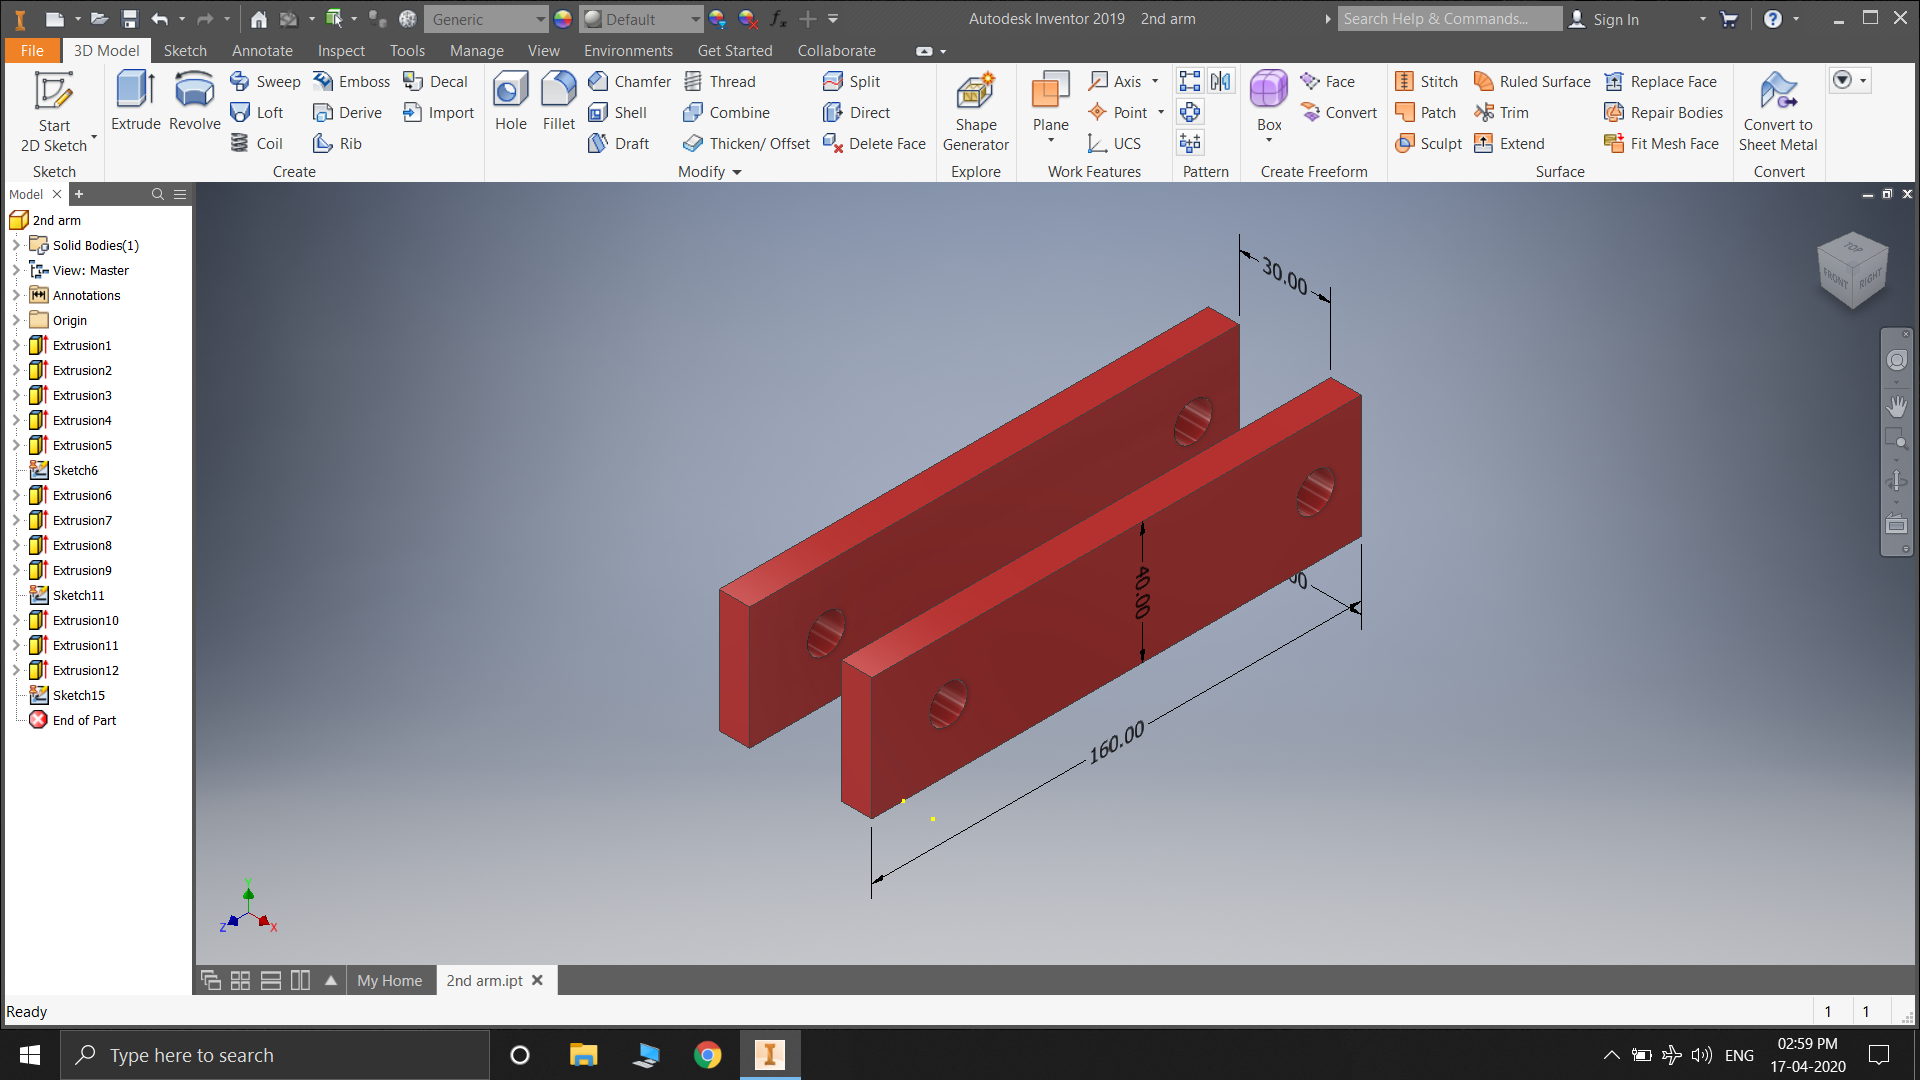 Generic
Default
Autodesk Inventor 2019 2nd arm
Search Help & Commands...
Sign In
File 3D Model Sketch Annotate Inspect Tools Manage View Environments Get Started Collaborate
Start
2D Sketch
Extrude
Revolve
Sweep
Loft
Coil
Emboss
Derive
Rib
Decal
Import
Hole
Fillet
Chamfer
Shell
Draft
Thread
Combine
Thicken/ Offset
Split
Direct
Delete Face
Shape
Generator
Plane
Axis
Point
UCS
Box
Face
Convert
Stitch
Patch
Sculpt
Ruled Surface
Trim
Extend
Replace Face
Repair Bodies
Fit Mesh Face
Convert to
Sheet Metal
Sketch Create Modify Explore Work Features Pattern Create Freeform Surface Convert
Model
2nd arm
Solid Bodies(1)
View: Master
Annotations
Origin
Extrusion1
Extrusion2
Extrusion3
Extrusion4
Extrusion5
Sketch6
Extrusion6
Extrusion7
Extrusion8
Extrusion9
Sketch11
Extrusion10
Extrusion11
Extrusion12
Sketch15
End of Part
30.00
TOP
FRONT
RIGHT
40.00
160.00
Y
Z
X
My Home
2nd arm.ipt
Ready
1 1
Type here to search
ENG
02:59 PM
17-04-2020